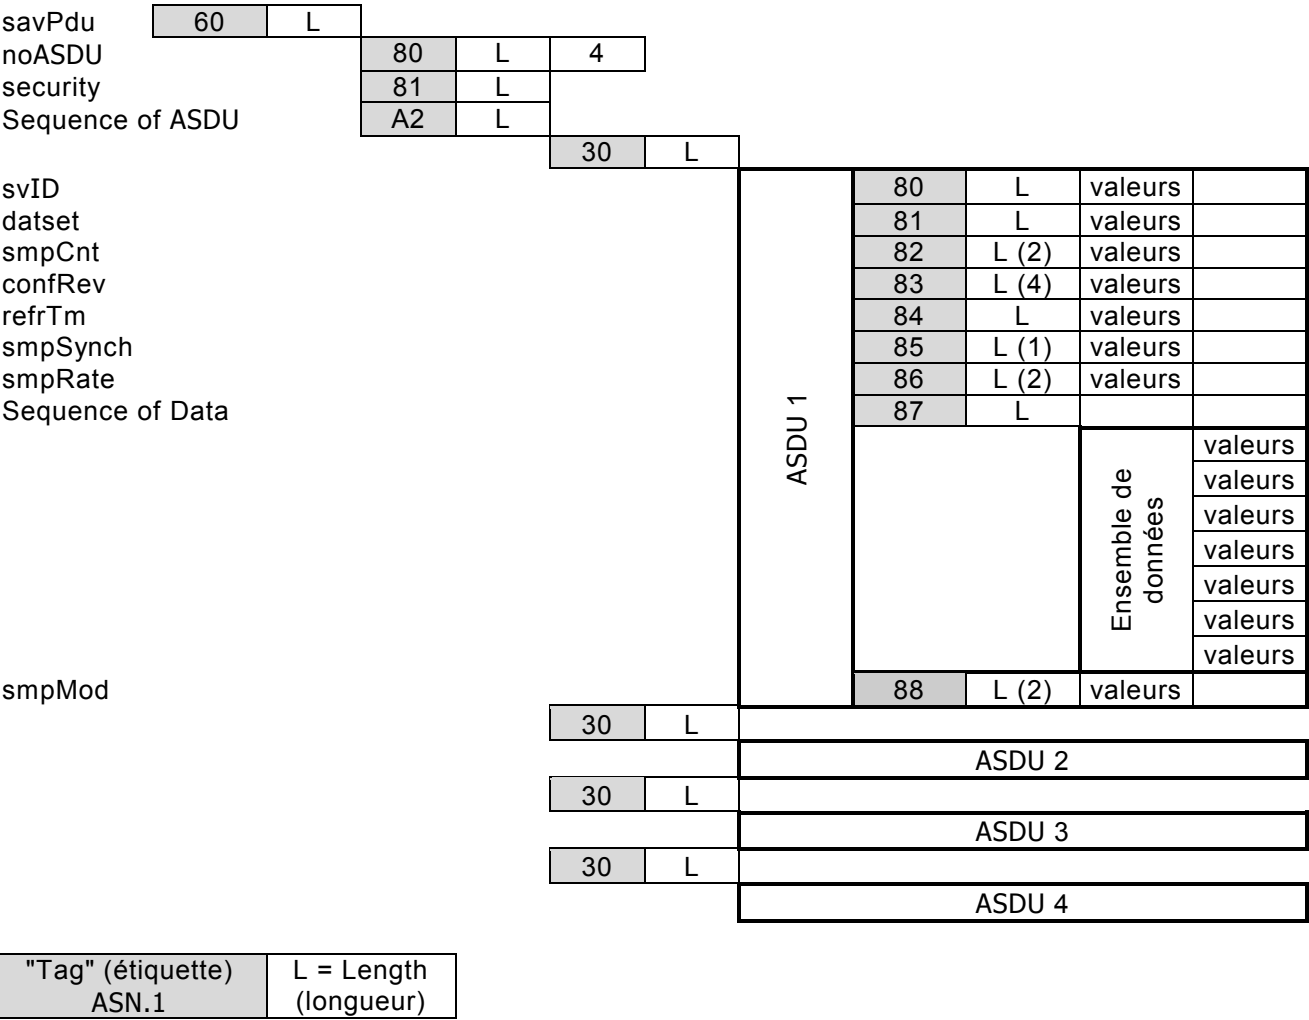 savPdu 60 L
noASDU 80 L 4
security 81 L
Sequence of ASDU A2 L
30 L
svID 80 L valeurs
datset 81 L valeurs
smpCnt 82 L (2) valeurs
confRev 83 L (4) valeurs
refrTm 84 L valeurs
smpSynch 85 L (1) valeurs
smpRate 86 L (2) valeurs
Sequence of Data 87 L
ASDU 1
Ensemble de
données
valeurs
valeurs
valeurs
valeurs
valeurs
valeurs
valeurs
smpMod 88 L (2) valeurs
30 L
ASDU 2
30 L
ASDU 3
30 L
ASDU 4
"Tag" (étiquette) L = Length
ASN.1 (longueur)